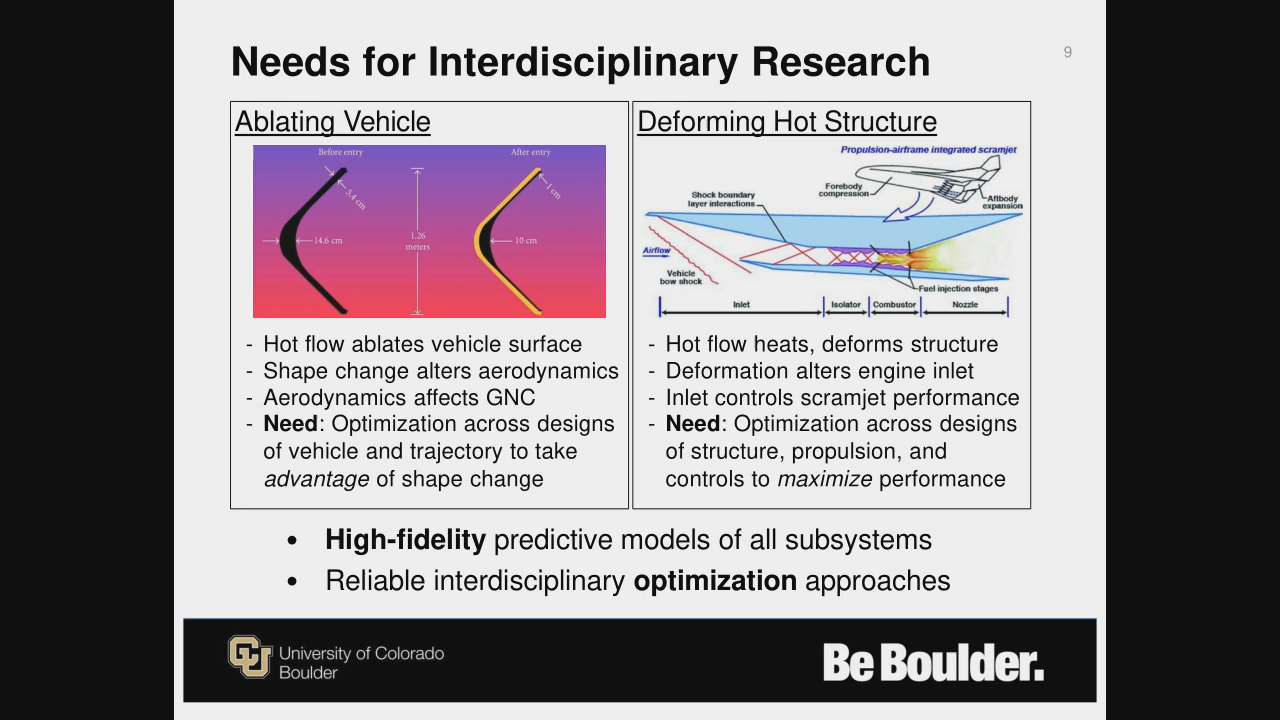 Needs for Interdisciplinary Research
9
Ablating Vehicle
Before entry
After entry
5.4 cm
1 cm
14.6 cm
1.26
meters
10 cm
- Hot flow ablates vehicle surface
- Shape change alters aerodynamics
- Aerodynamics affects GNC
- Need: Optimization across designs
of vehicle and trajectory to take
advantage of shape change
Deforming Hot Structure
Propulsion-airframe integrated scramjet
Forebody
compression
Aftbody
expansion
Shock boundary
layer interactions
Airflow
Vehicle
bow shock
Fuel injection stages
Inlet
Isolator
Combustor
Nozzle
- Hot flow heats, deforms structure
- Deformation alters engine inlet
- Inlet controls scramjet performance
- Need: Optimization across designs
of structure, propulsion, and
controls to maximize performance
• High-fidelity predictive models of all subsystems
• Reliable interdisciplinary optimization approaches
CU
University of Colorado
Boulder
Be Boulder.